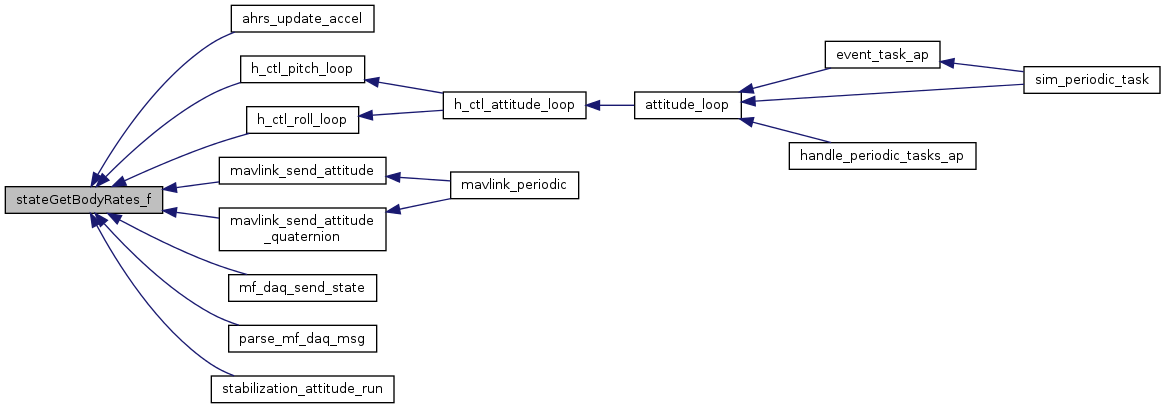 ahrs_update_accel
event_task_ap
h_ctl_pitch_loop
sim_periodic_task
h_ctl_attitude_loop
attitude_loop
h_ctl_roll_loop
handle_periodic_tasks_ap
mavlink_send_attitude
mavlink_periodic
stateGetBodyRates_f
mavlink_send_attitude
_quaternion
mf_daq_send_state
parse_mf_daq_msg
stabilization_attitude_run